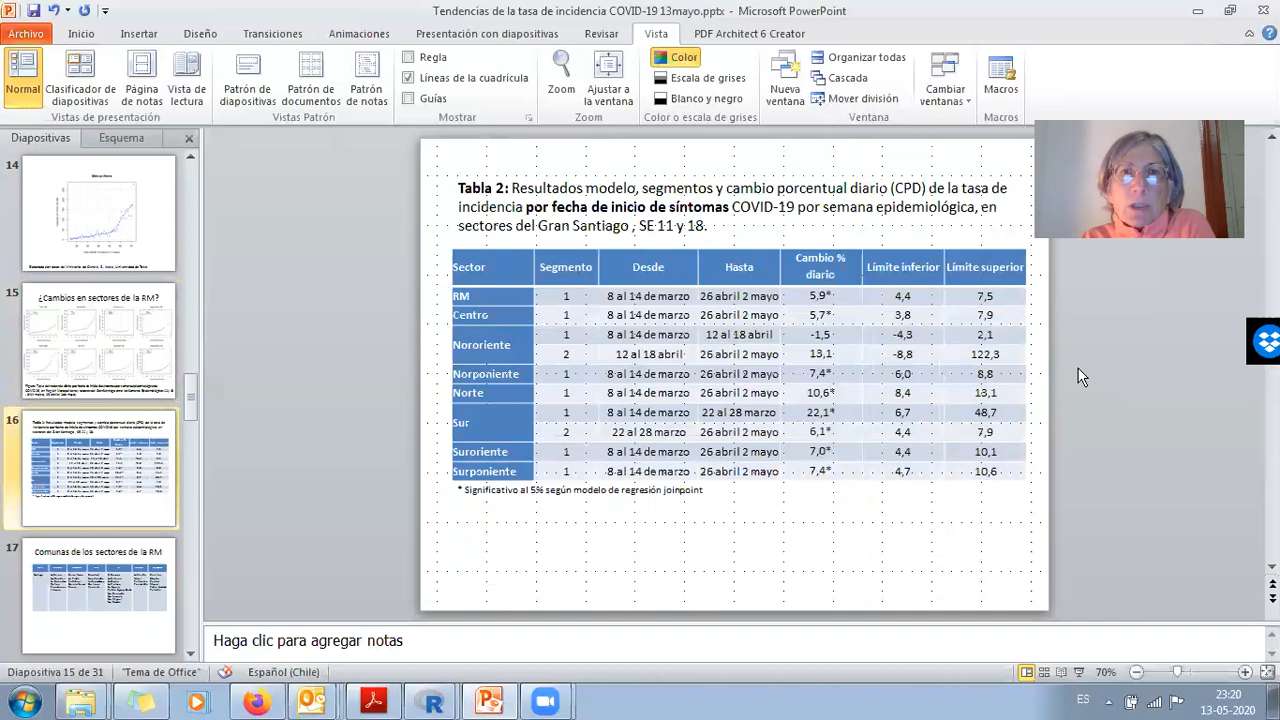 Tendencias de la tasa de incidencia COVID-19 13mayo.pptx - Microsoft PowerPoint
Archivo Inicio Insertar Diseño Transiciones Animaciones Presentación con diapositivas Revisar Vista PDF Architect 6 Creator
Normal Clasificador de diapositivas Página de notas Vista de lectura
Vistas de presentación
Patrón de diapositivas Patrón de documentos Patrón de notas
Vistas Patrón
Regla
Líneas de la cuadrícula
Guías
Mostrar
Zoom Ajustar a la ventana
Zoom
Color
Escala de grises
Blanco y negro
Color o escala de grises
Nueva ventana
Organizar todas
Cascada
Mover división
Cambiar ventanas
Ventana
Macros
Macros
Diapositivas Esquema
14
15
¿Cambios en sectores de la RM?
16
17
Comunas de los sectores de la RM
Tabla 2: Resultados modelo, segmentos y cambio porcentual diario (CPD) de la tasa de
incidencia por fecha de inicio de síntomas COVID-19 por semana epidemiológica, en
sectores del Gran Santiago , SE 11 y 18.
Sector Segmento Desde Hasta Cambio % diario Límite inferior Límite superior
RM 1 8 al 14 de marzo 26 abril 2 mayo 5,9* 4,4 7,5
Centro 1 8 al 14 de marzo 26 abril 2 mayo 5,7* 3,8 7,9
Nororiente 1 8 al 14 de marzo 12 al 18 abril -1,5 -4,3 2,1
2 12 al 18 abril 26 abril 2 mayo 13,1 -8,8 122,3
Norponiente 1 8 al 14 de marzo 26 abril 2 mayo 7,4* 6,0 8,8
Norte 1 8 al 14 de marzo 26 abril 2 mayo 10,6* 8,4 13,1
Sur 1 8 al 14 de marzo 22 al 28 marzo 6,7 48,7
2 22 al 28 marzo 26 abril 2 mayo 6,1* 4,4 7,9
Suroriente 1 8 al 14 de marzo 26 abril 2 mayo 7,0* 4,4 10,1
Surponiente 1 8 al 14 de marzo 26 abril 2 mayo 7,4* 4,7 10,6
* Significativo al 5% según modelo de regresión joinpoint
Haga clic para agregar notas
Diapositiva 15 de 31 "Tema de Office" Español (Chile) 70%
ES 23:20
13-05-2020